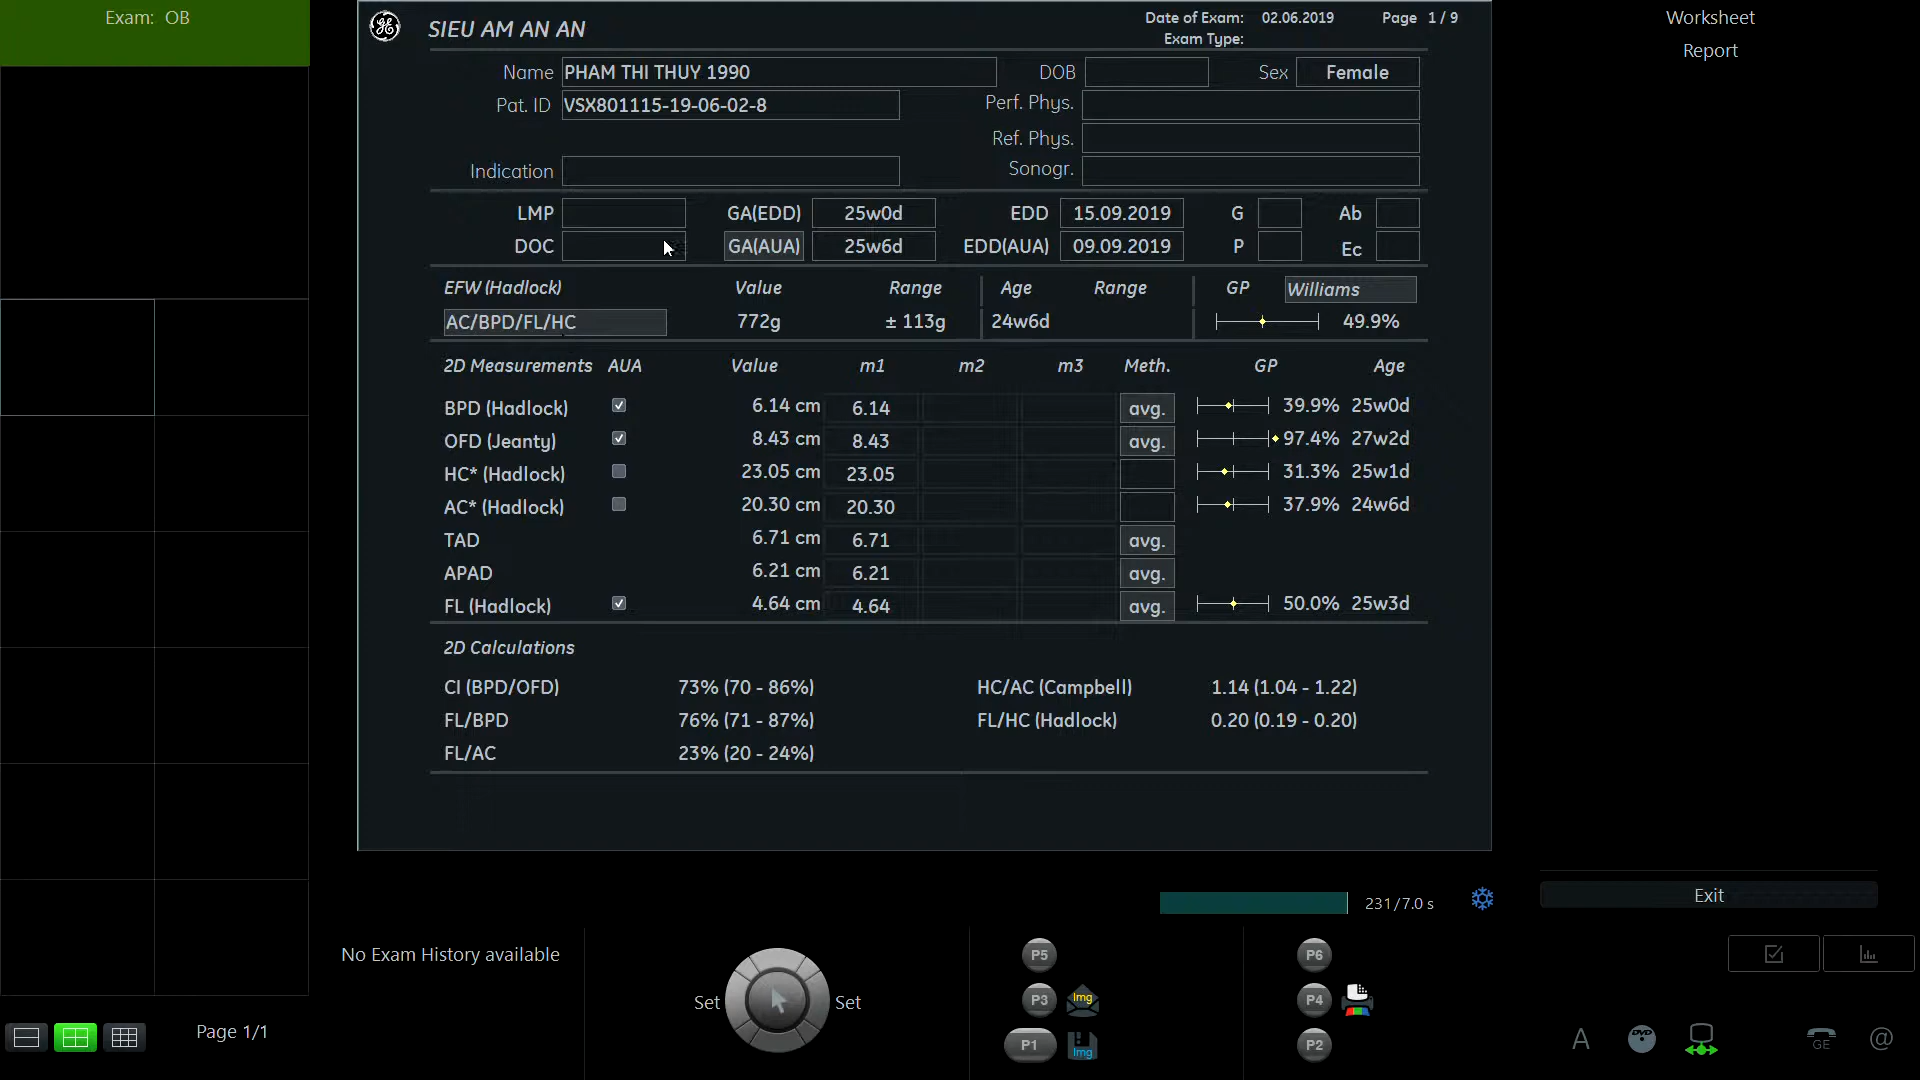 Exam: OB
SIEU AM AN AN
Date of Exam: 02.06.2019 Page 1 / 9
Exam Type:
Worksheet
Report
Name PHAM THI THUY 1990 DOB Sex Female
Pat. ID VSX801115-19-06-02-8 Perf. Phys.
Ref. Phys.
Indication Sonogr.
LMP GA(EDD) 25w0d EDD 15.09.2019 G Ab
DOC GA(AUA) 25w6d EDD(AUA) 09.09.2019 P Ec
EFW (Hadlock) Value Range Age Range GP Williams
AC/BPD/FL/HC 772g ± 113g 24w6d 49.9%
2D Measurements AUA Value m1 m2 m3 Meth. GP Age
BPD (Hadlock) 6.14 cm 6.14 avg. 39.9% 25w0d
OFD (Jeanty) 8.43 cm 8.43 avg. 97.4% 27w2d
HC* (Hadlock) 23.05 cm 23.05 31.3% 25w1d
AC* (Hadlock) 20.30 cm 20.30 37.9% 24w6d
TAD 6.71 cm 6.71 avg.
APAD 6.21 cm 6.21 avg.
FL (Hadlock) 4.64 cm 4.64 avg. 50.0% 25w3d
2D Calculations
CI (BPD/OFD) 73% (70 - 86%) HC/AC (Campbell) 1.14 (1.04 - 1.22)
FL/BPD 76% (71 - 87%) FL/HC (Hadlock) 0.20 (0.19 - 0.20)
FL/AC 23% (20 - 24%)
231/7.0 s
Exit
No Exam History available
Set Set
P5 P6
P3 Img P4
P1 Img P2
Page 1/1
A DVD GE @